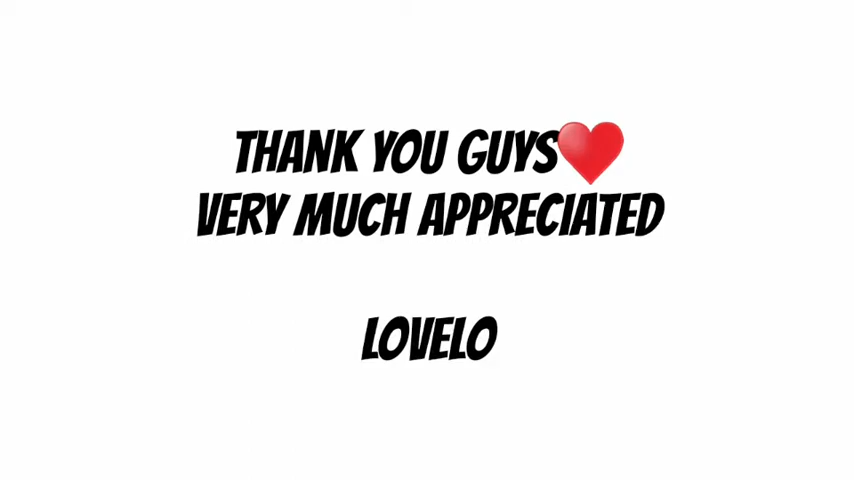 THANK YOU GUYS❤️
VERY MUCH APPRECIATED
LOVELO